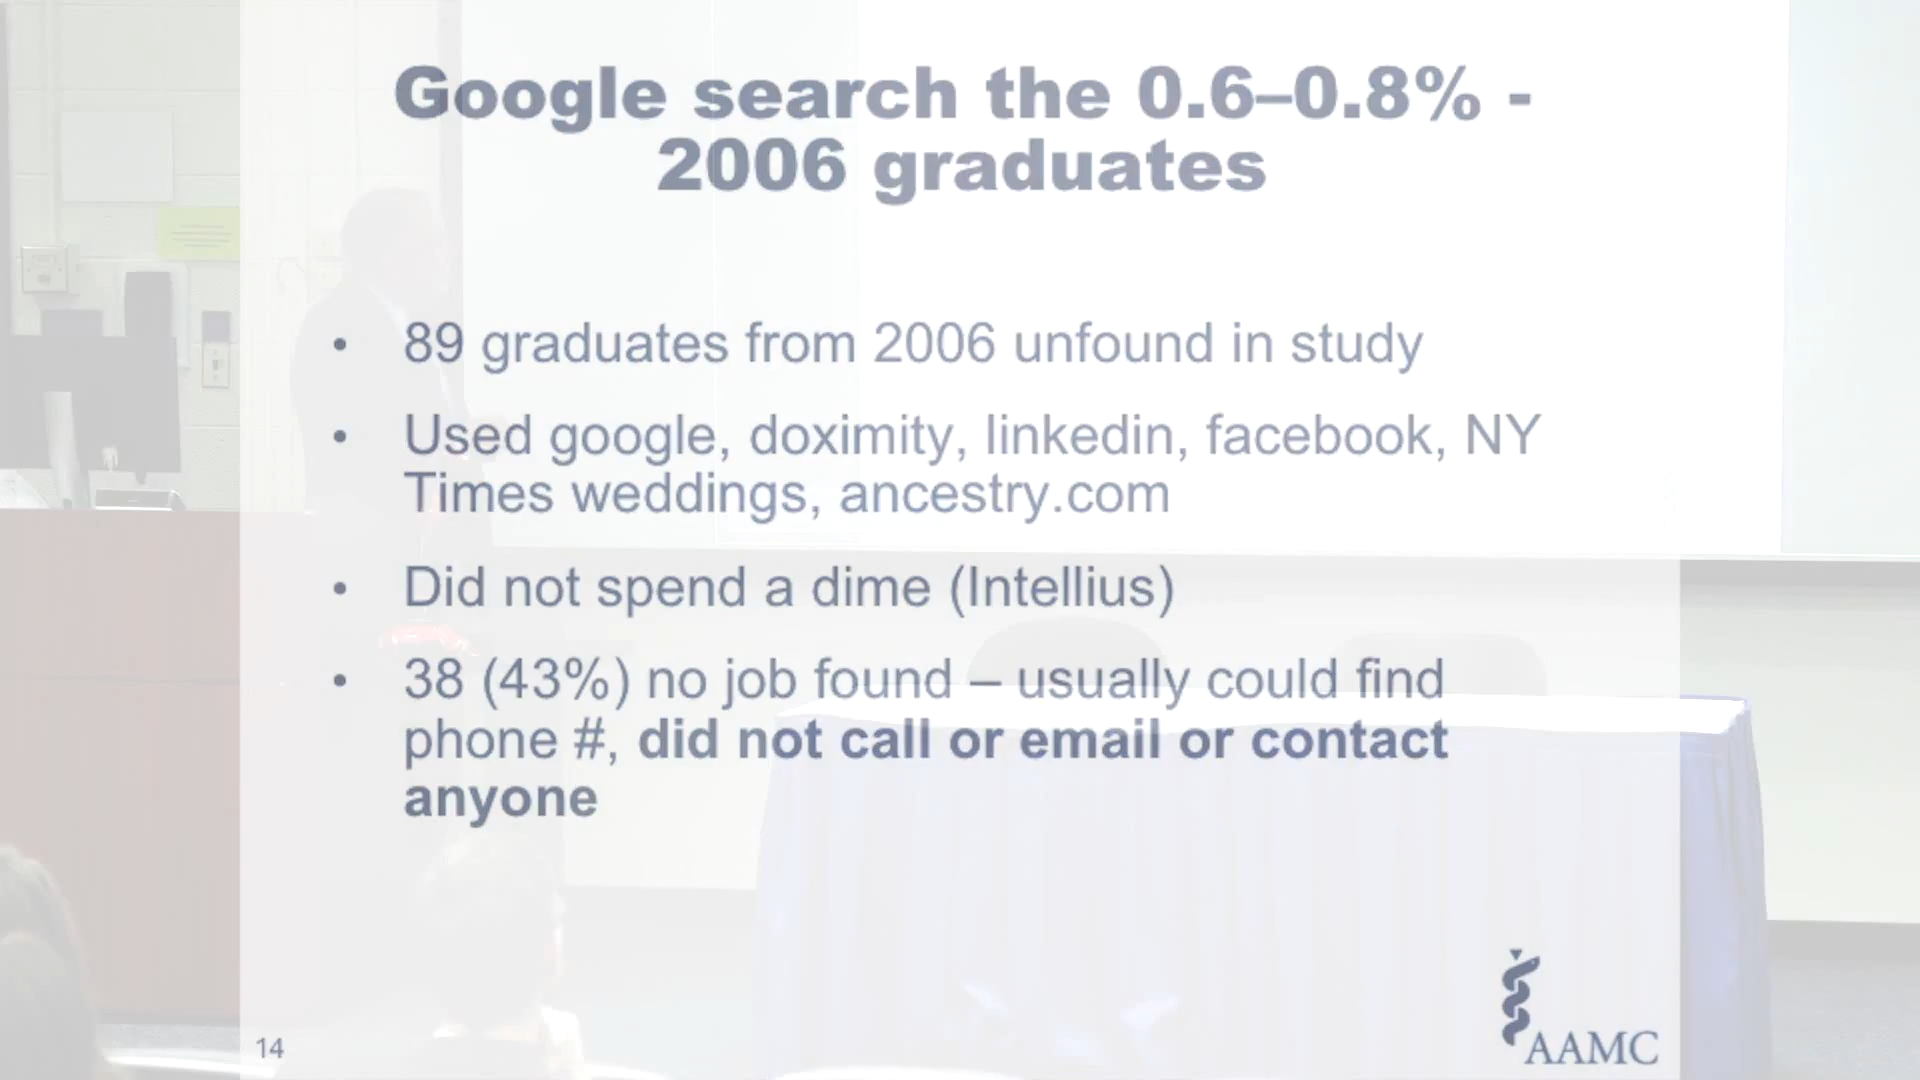 Google search the 0.6–0.8% -
2006 graduates
• 89 graduates from 2006 unfound in study
• Used google, doximity, linkedin, facebook, NY
Times weddings, ancestry.com
• Did not spend a dime (Intellius)
• 38 (43%) no job found – usually could find
phone #, did not call or email or contact
anyone
14
AAMC